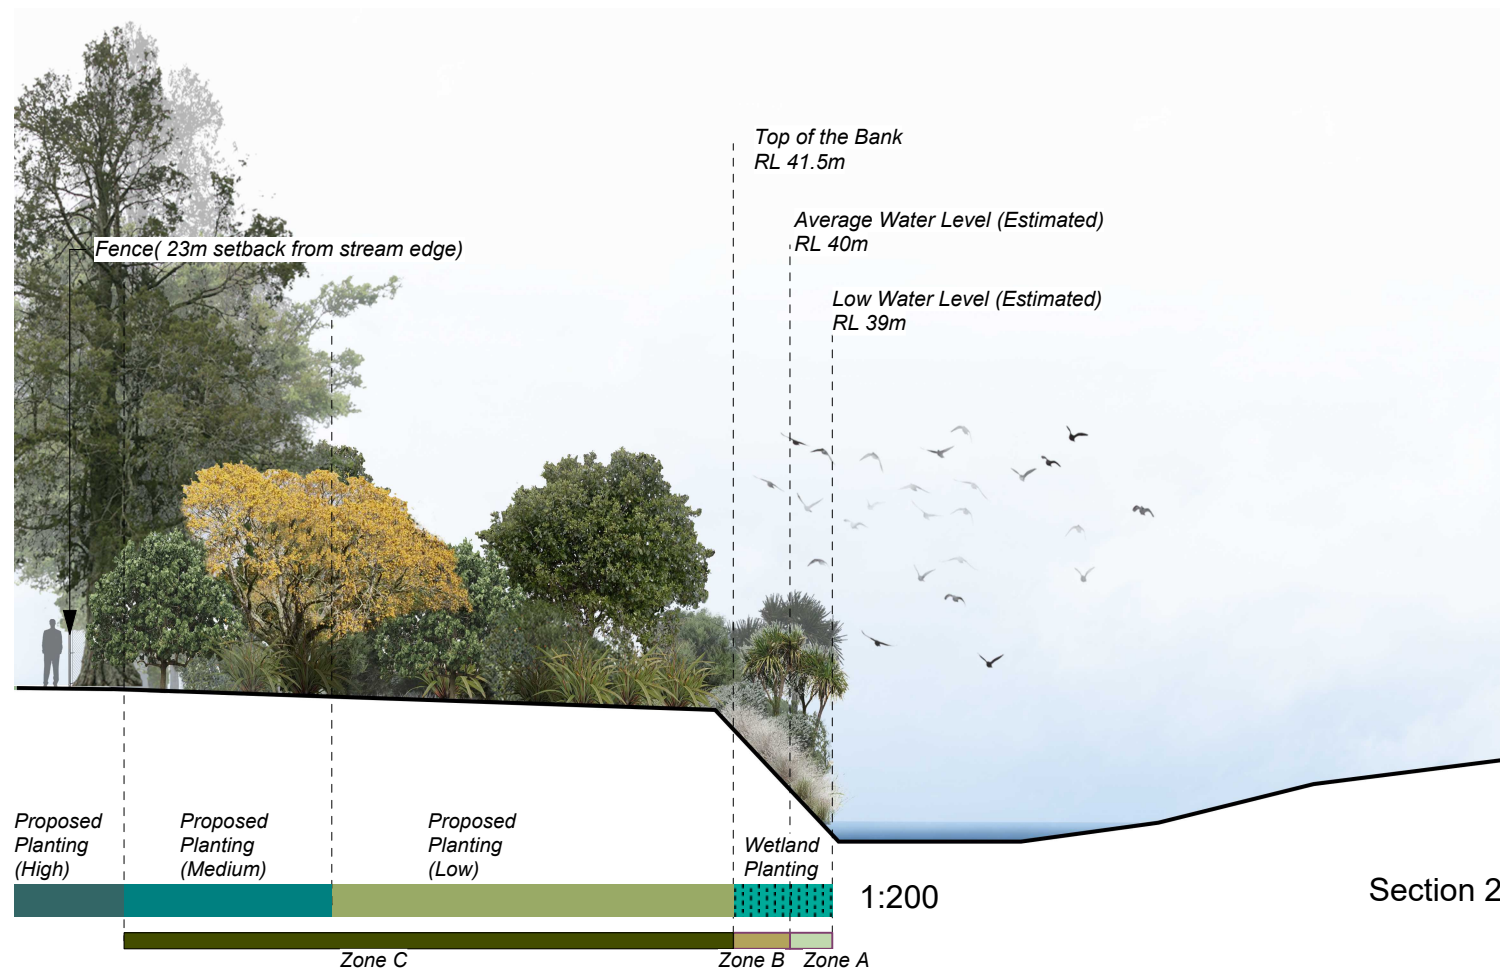 Top of the Bank
RL 41.5m
Average Water Level (Estimated)
RL 40m
Fence( 23m setback from stream edge)
Low Water Level (Estimated)
RL 39m
Proposed
Planting
(High)
Proposed
Planting
(Medium)
Proposed
Planting
(Low)
Wetland
Planting
1:200
Section 2
Zone C
Zone B
Zone A